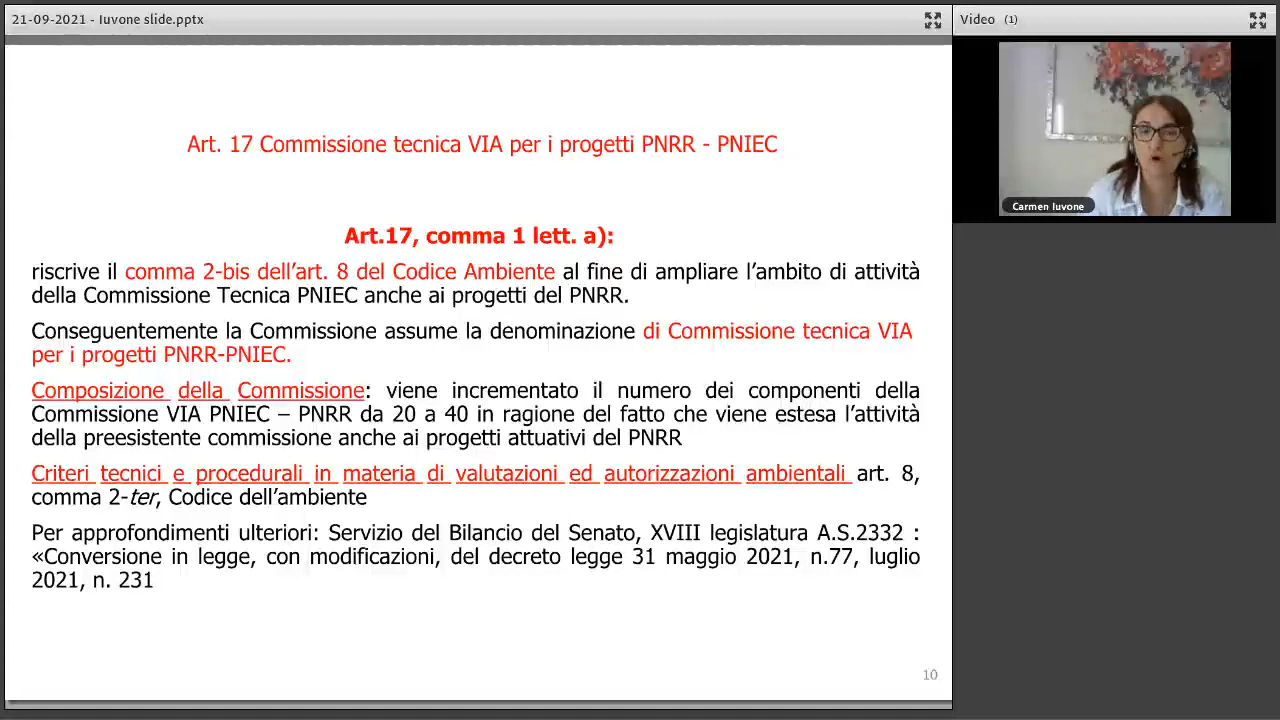 21-09-2021 - Iuvone slide.pptx
Video (1)
Carmen Iuvone
Art. 17 Commissione tecnica VIA per i progetti PNRR - PNIEC
Art.17, comma 1 lett. a):
riscrive il comma 2-bis dell’art. 8 del Codice Ambiente al fine di ampliare l’ambito di attività
della Commissione Tecnica PNIEC anche ai progetti del PNRR.
Conseguentemente la Commissione assume la denominazione di Commissione tecnica VIA
per i progetti PNRR-PNIEC.
Composizione della Commissione: viene incrementato il numero dei componenti della
Commissione VIA PNIEC – PNRR da 20 a 40 in ragione del fatto che viene estesa l’attività
della preesistente commissione anche ai progetti attuativi del PNRR
Criteri tecnici e procedurali in materia di valutazioni ed autorizzazioni ambientali art. 8,
comma 2-ter, Codice dell’ambiente
Per approfondimenti ulteriori: Servizio del Bilancio del Senato, XVIII legislatura A.S.2332 :
«Conversione in legge, con modificazioni, del decreto legge 31 maggio 2021, n.77, luglio
2021, n. 231
10